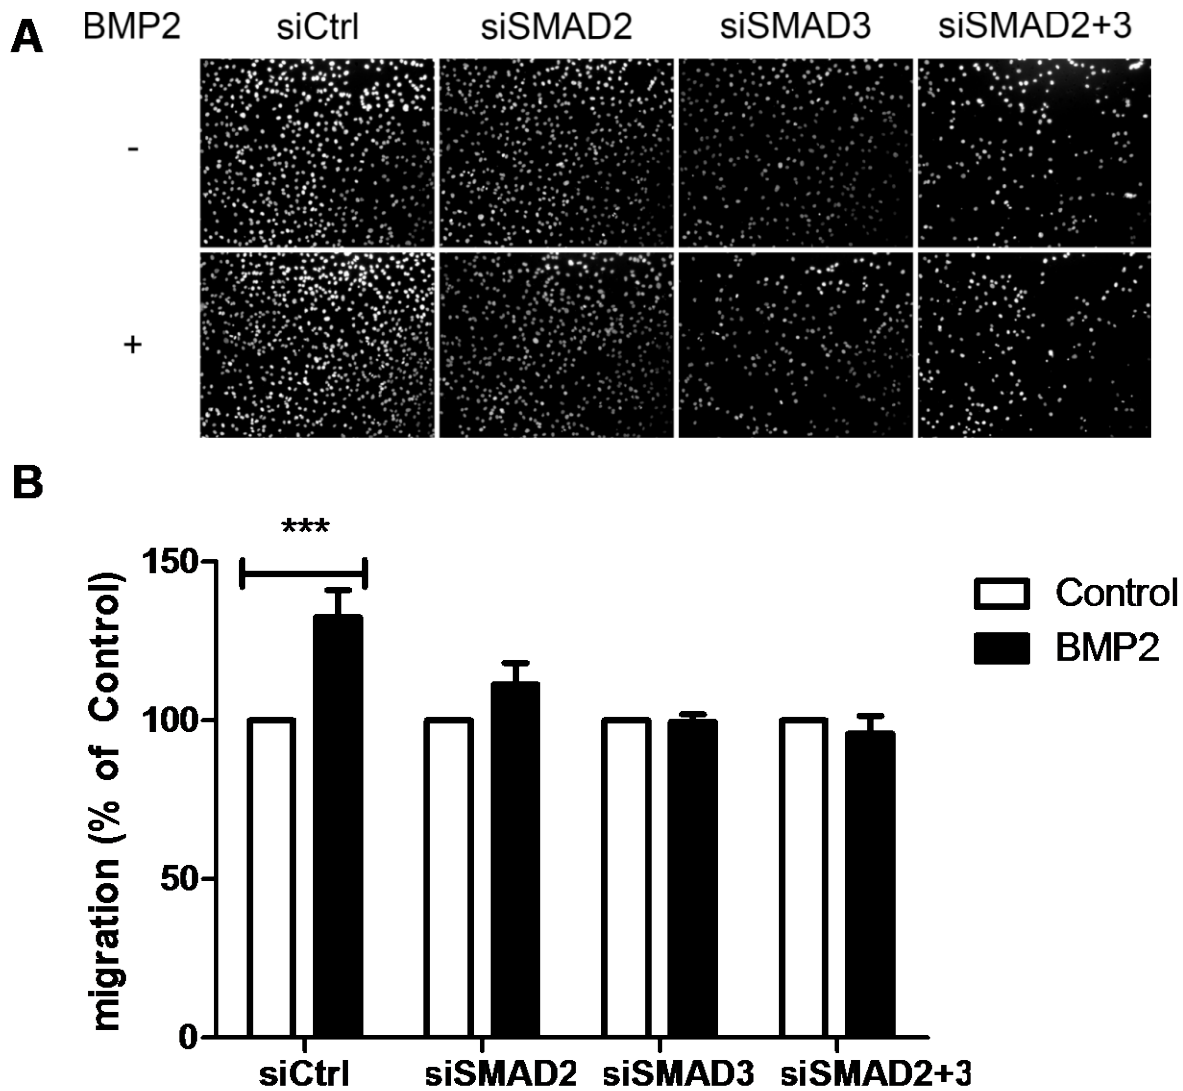 A BMP2 siCtrl siSMAD2 siSMAD3 siSMAD2+3
-
+
B
***
migration (% of Control)
150
100
50
0
Control
BMP2
siCtrl siSMAD2 siSMAD3 siSMAD2+3